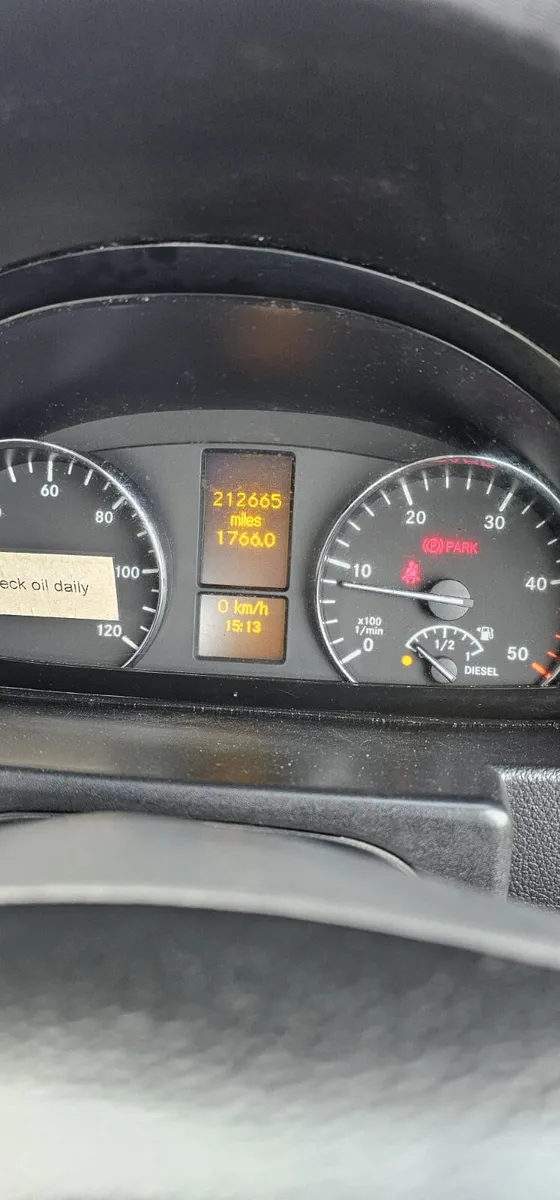 60
80
100
120
eck oil daily
212665
miles
1766.0
0 km/h
15:13
10
20
30
40
50
0
x100
1/min
(P) PARK
1/2
1
DIESEL